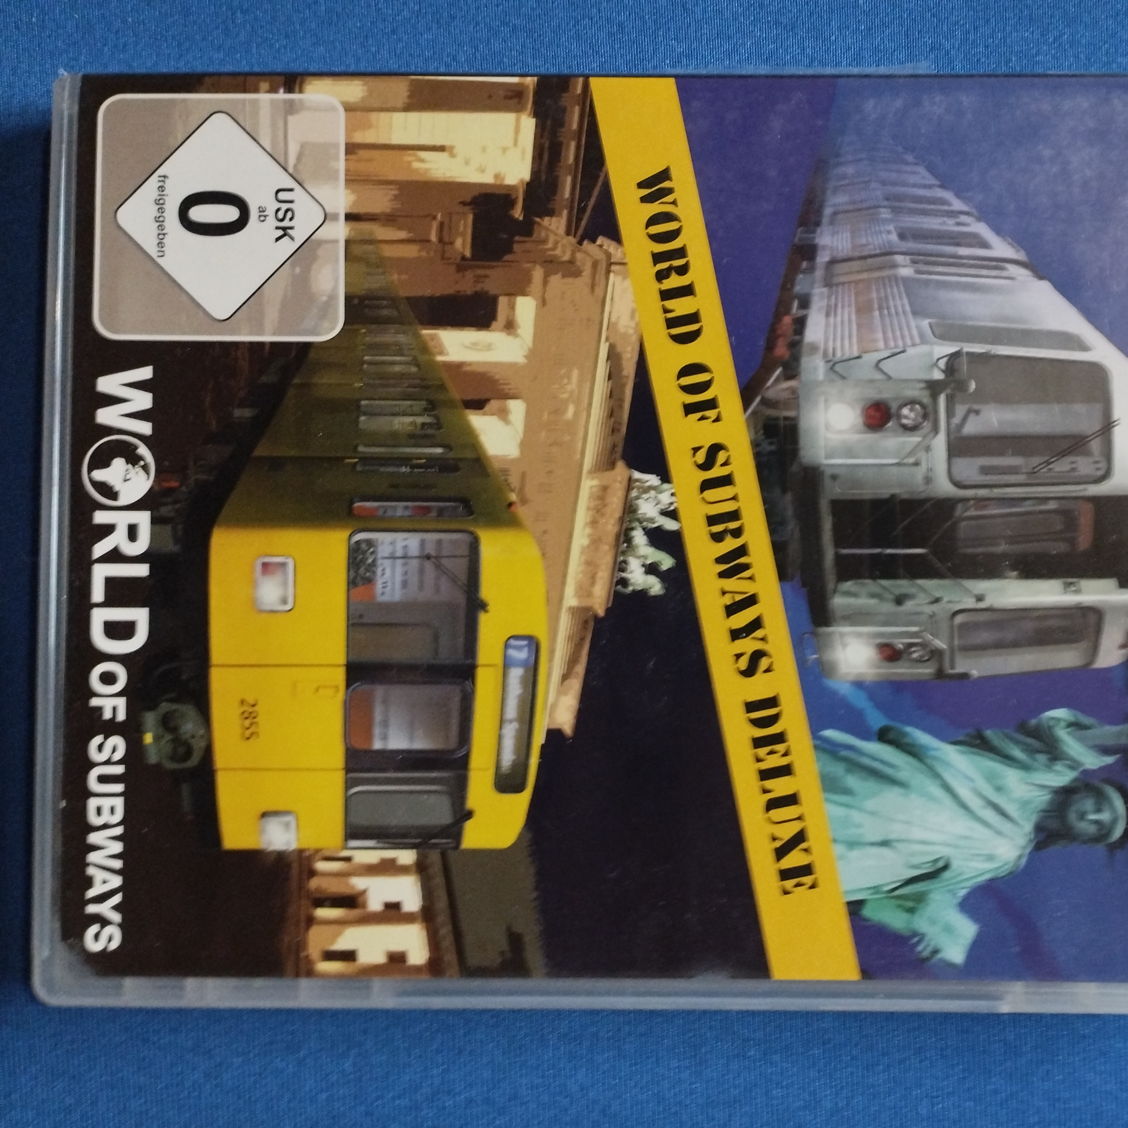 WORLD OF SUBWAYS DELUXE
2855
USK
ab
0
freigegeben
WORLD OF SUBWAYS